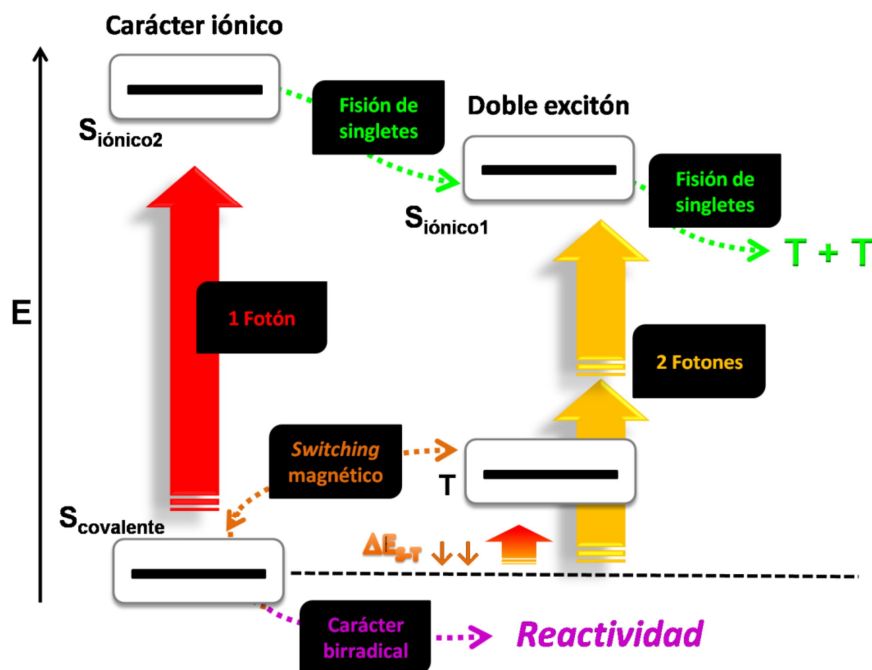 Carácter iónico
Fisión de
singletes
Doble excitón
Siónico2
Fisión de
singletes
Siónico1
T + T
E
1 Fotón
2 Fotones
Switching
magnético
T
Scovalente
ΔES-T ↓↓
Carácter
birradical
Reactividad